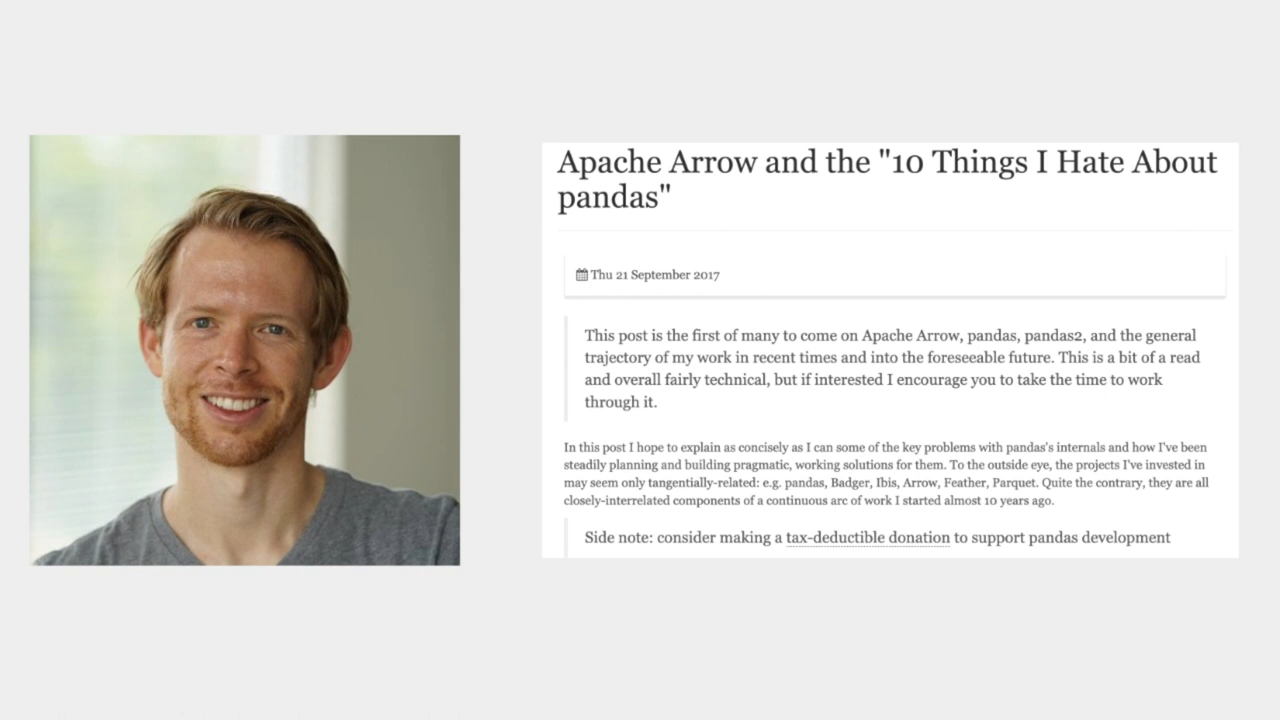 Apache Arrow and the "10 Things I Hate About
pandas"
Thu 21 September 2017
This post is the first of many to come on Apache Arrow, pandas, pandas2, and the general
trajectory of my work in recent times and into the foreseeable future. This is a bit of a read
and overall fairly technical, but if interested I encourage you to take the time to work
through it.
In this post I hope to explain as concisely as I can some of the key problems with pandas's internals and how I've been
steadily planning and building pragmatic, working solutions for them. To the outside eye, the projects I've invested in
may seem only tangentially-related: e.g. pandas, Badger, Ibis, Arrow, Feather, Parquet. Quite the contrary, they are all
closely-interrelated components of a continuous arc of work I started almost 10 years ago.
Side note: consider making a tax-deductible donation to support pandas development